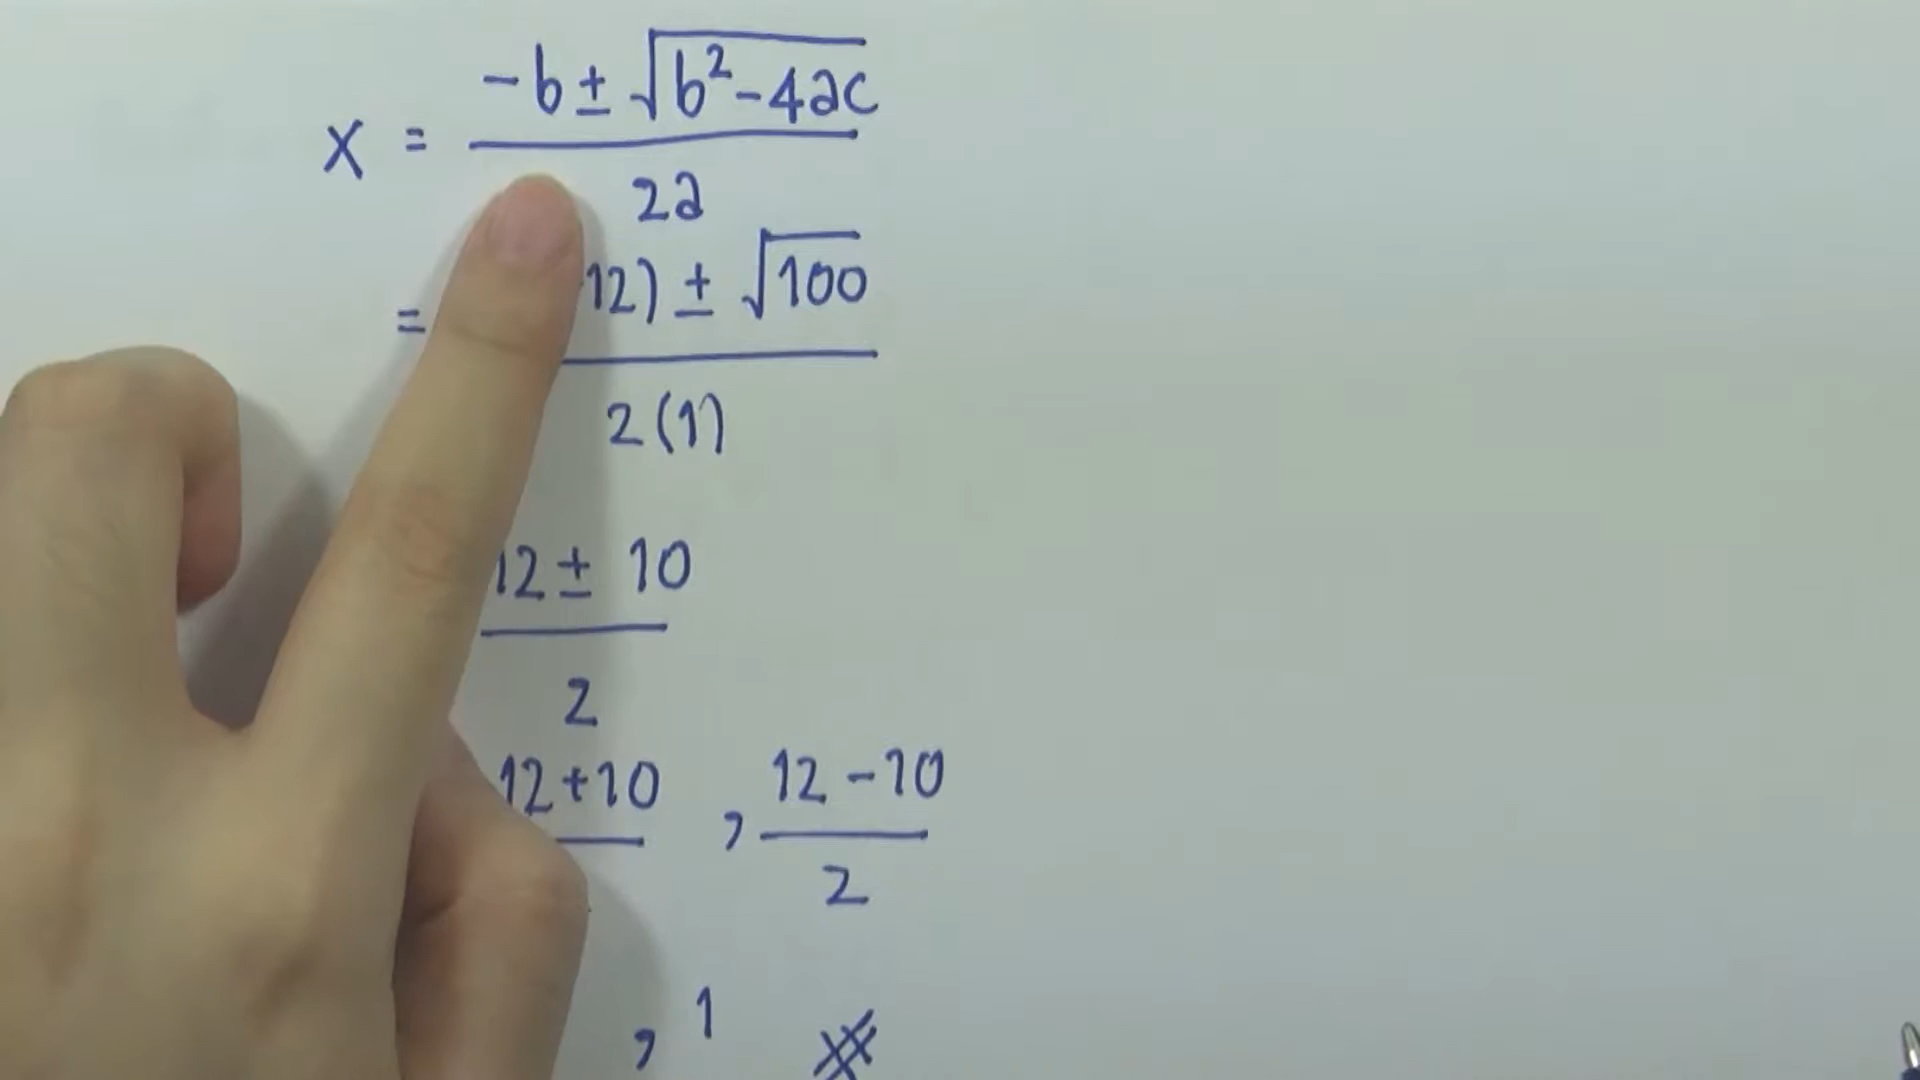 x = -b ± √b² - 4ac
2a
= 12) ± √100
2(1)
12 ± 10
2
12 + 10 , 12 - 10
2
, 1